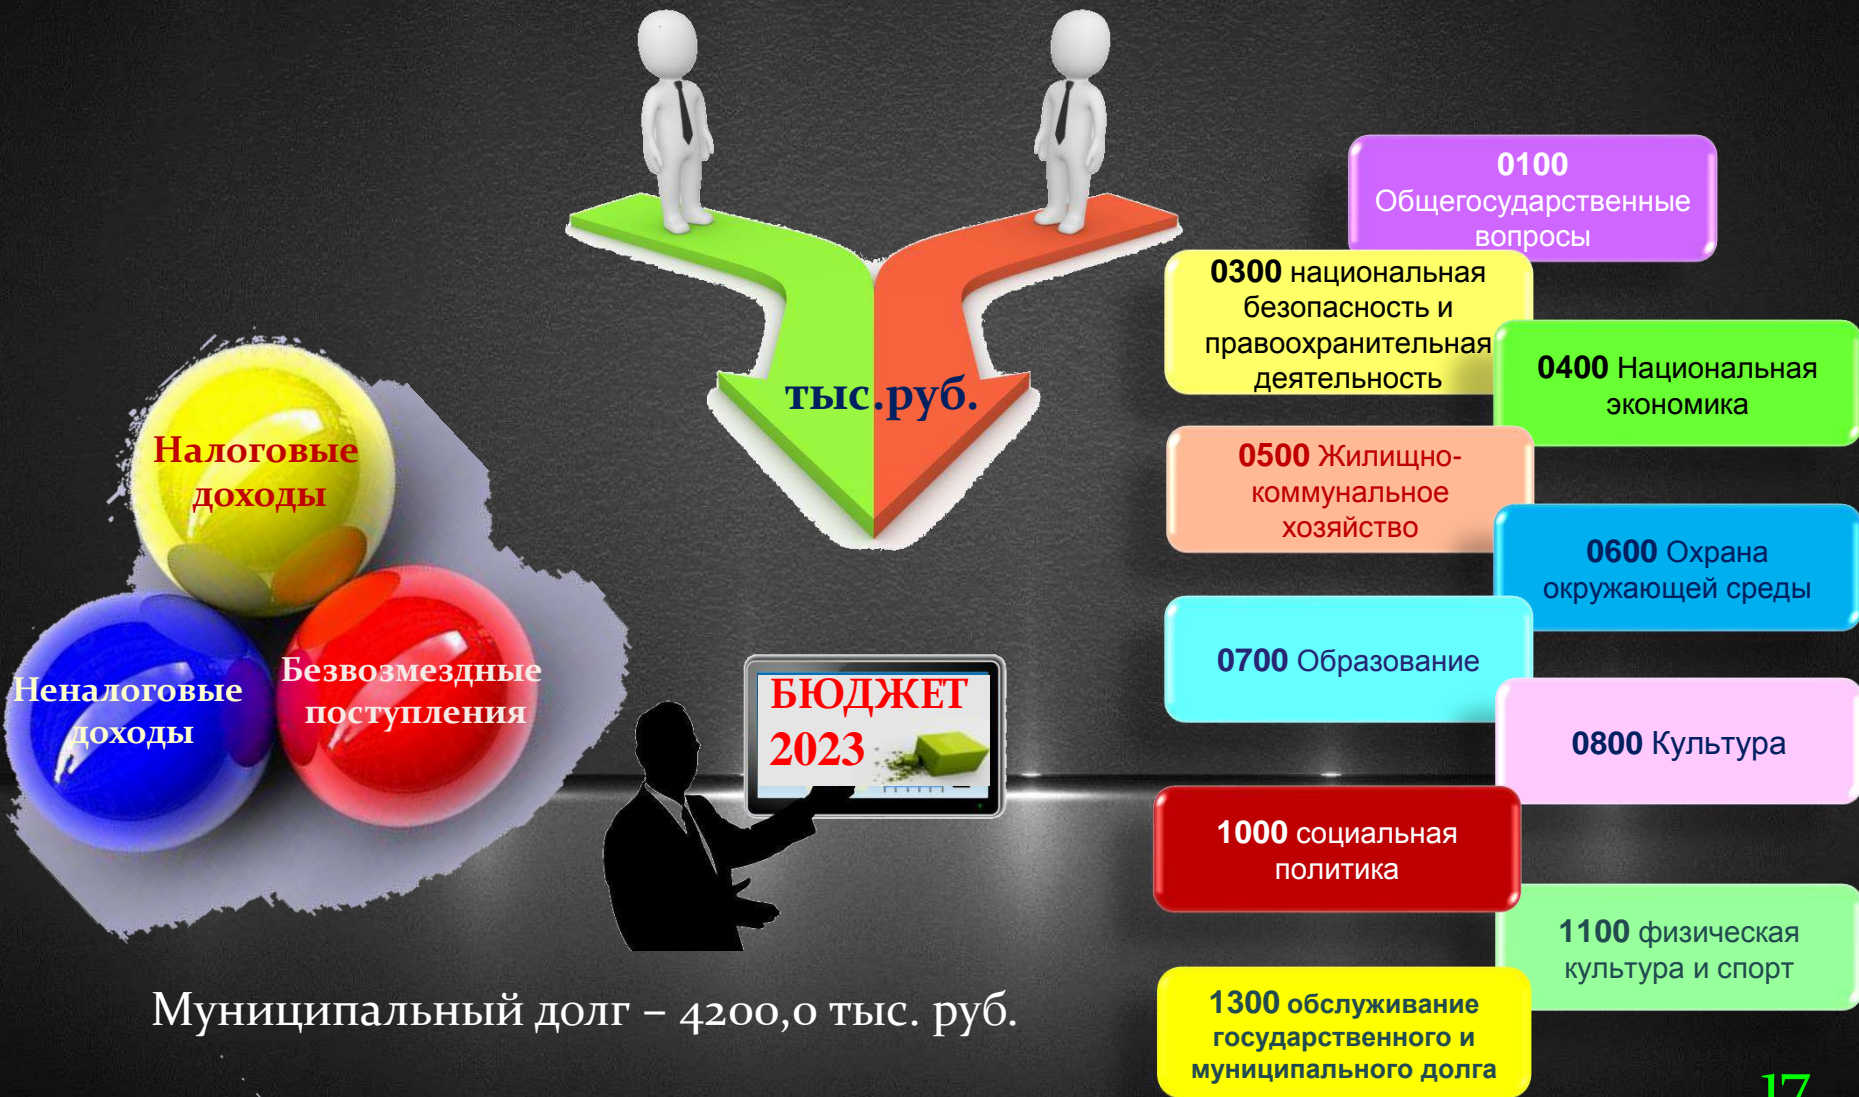 тыс.руб.
Налоговые
доходы
Неналоговые
доходы
Безвозмездные
поступления
БЮДЖЕТ
2023
Муниципальный долг – 4200,0 тыс. руб.
0100
Общегосударственные
вопросы
0300 национальная
безопасность и
правоохранительная
деятельность
0400 Национальная
экономика
0500 Жилищно-
коммунальное
хозяйство
0600 Охрана
окружающей среды
0700 Образование
0800 Культура
1000 социальная
политика
1100 физическая
культура и спорт
1300 обслуживание
государственного и
муниципального долга
17